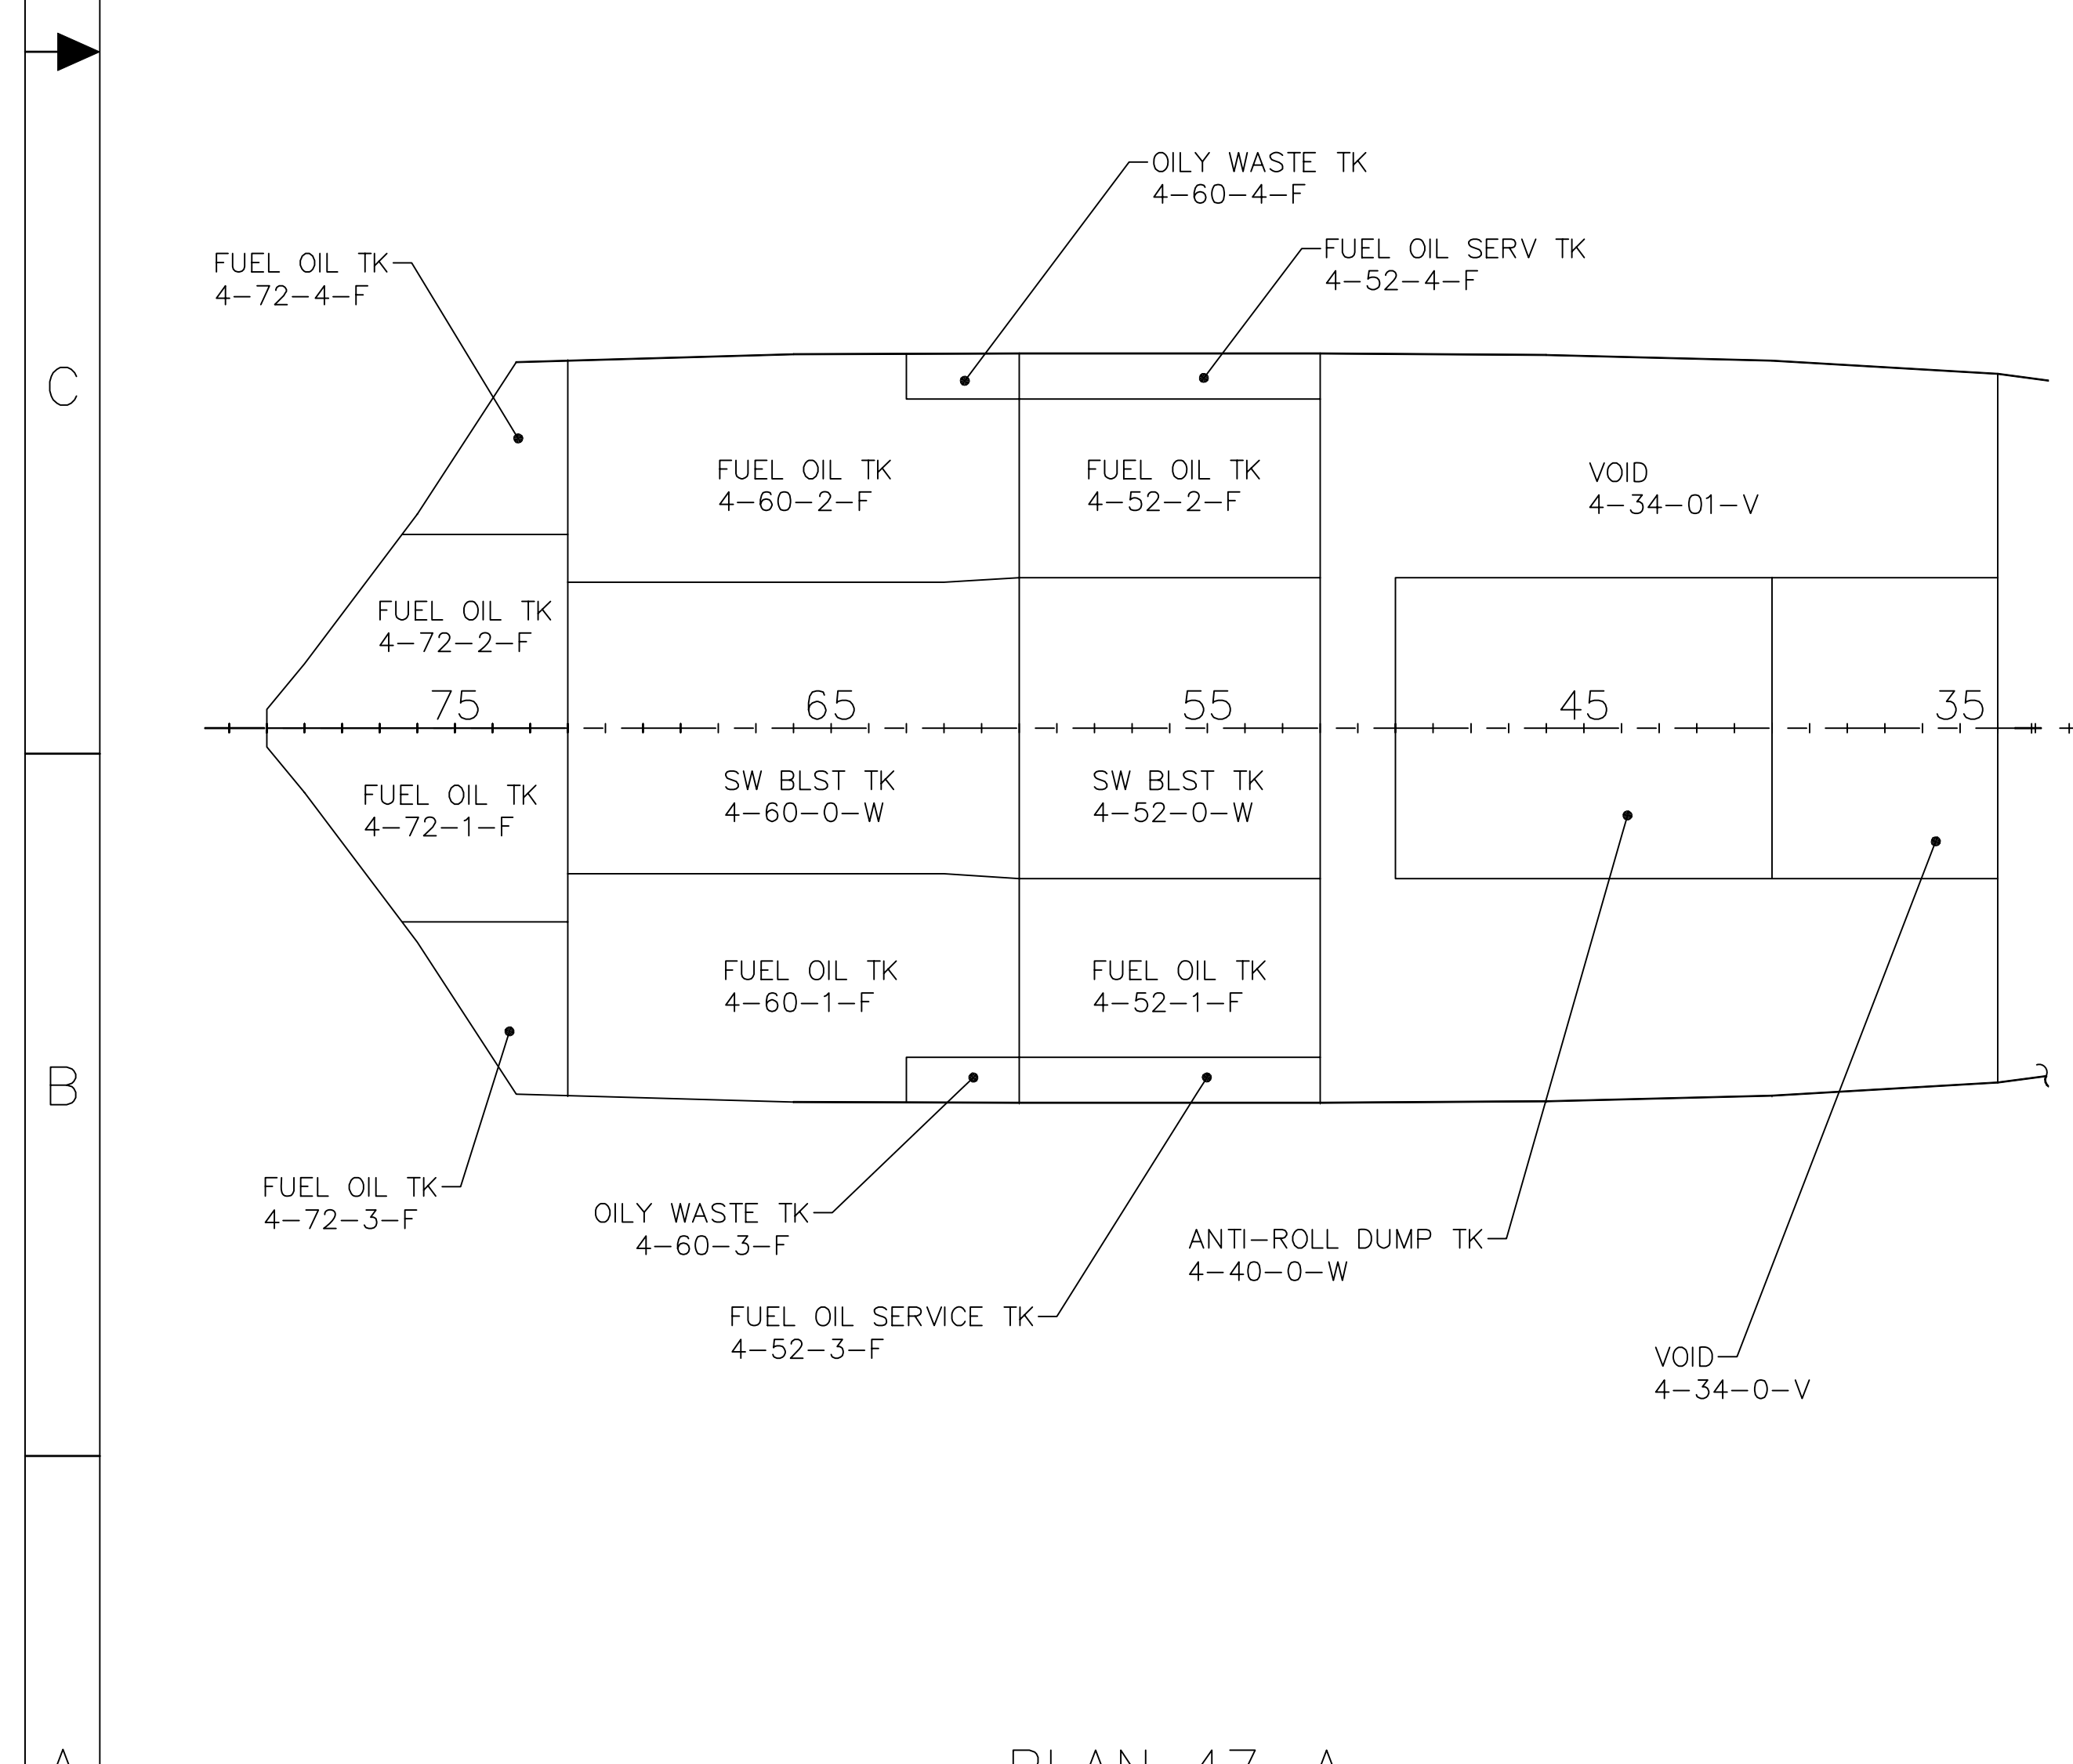 OILY WASTE TK
4-60-4-F
FUEL OIL SERV TK
4-52-4-F
FUEL OIL TK
4-72-4-F
C
FUEL OIL TK
4-60-2-F
FUEL OIL TK
4-52-2-F
VOID
4-34-01-V
FUEL OIL TK
4-72-2-F
75 65 55 45 35
FUEL OIL TK
4-72-1-F
SW BLST TK
4-60-0-W
SW BLST TK
4-52-0-W
FUEL OIL TK
4-60-1-F
FUEL OIL TK
4-52-1-F
B
FUEL OIL TK
4-72-3-F
OILY WASTE TK
4-60-3-F
ANTI-ROLL DUMP TK
4-40-0-W
FUEL OIL SERVICE TK
4-52-3-F
VOID
4-34-0-V